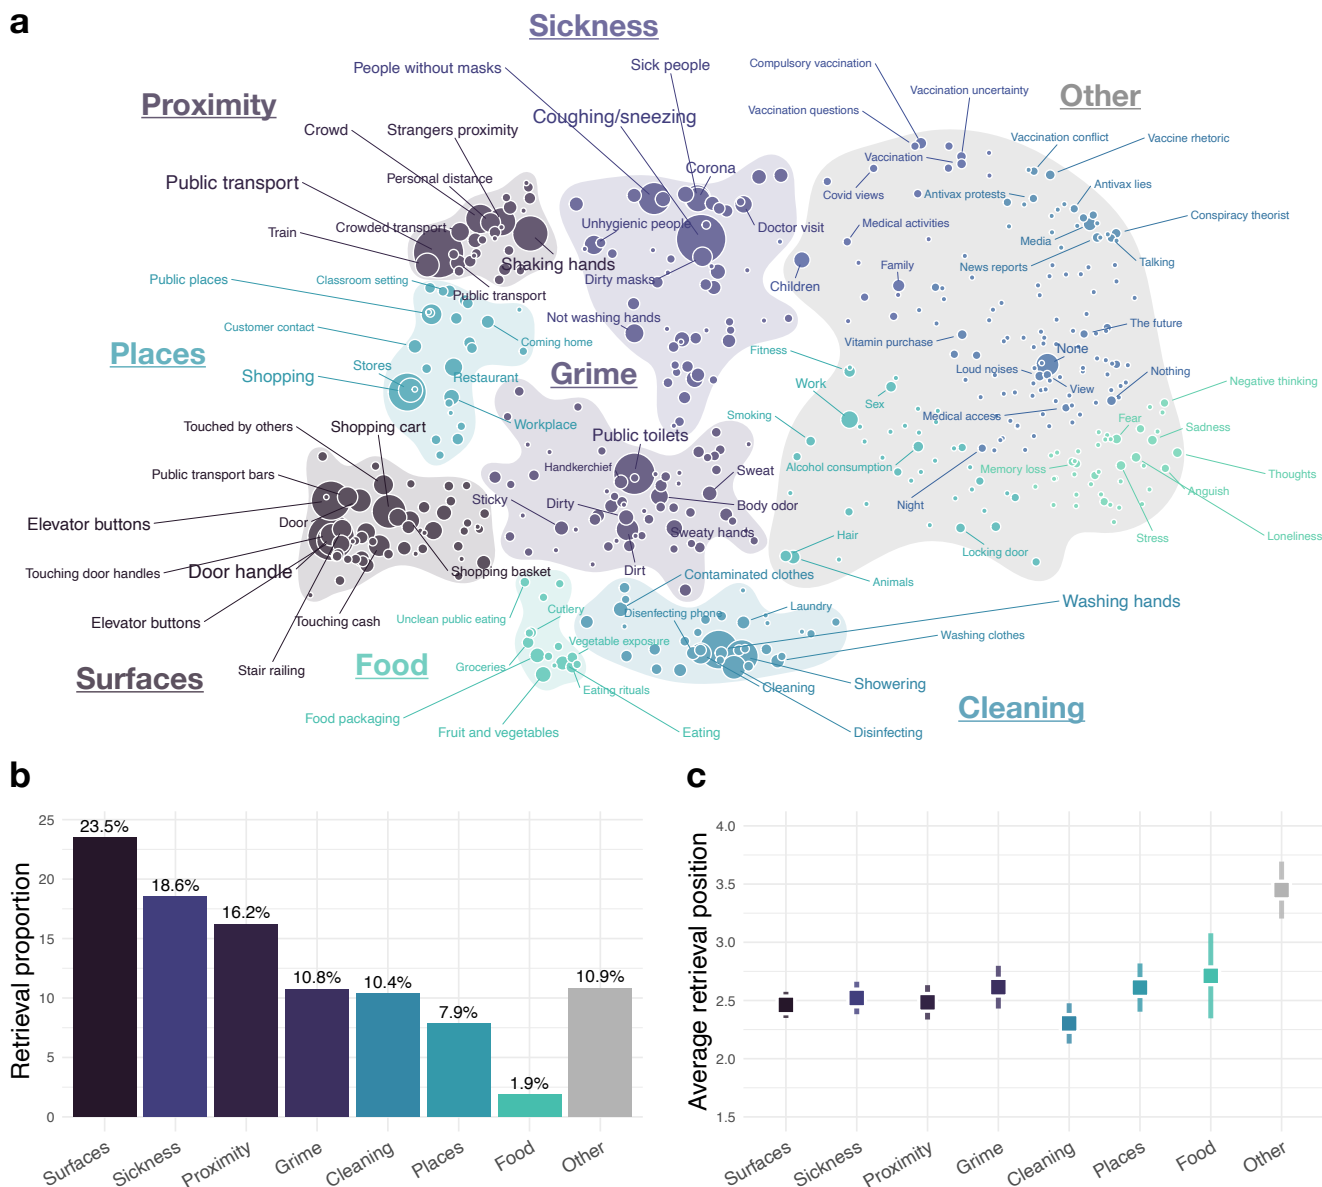 a
Sickness
Proximity
Other
People without masks
Sick people
Compulsory vaccination
Vaccination uncertainty
Vaccination questions
Coughing/sneezing
Crowd
Strangers proximity
Vaccination conflict
Vaccine rhetoric
Vaccination
Corona
Personal distance
Public transport
Antivax lies
Covid views
Antivax protests
Conspiracy theorist
Train
Crowded transport
Unhygienic people
Doctor visit
Medical activities
Media
Talking
Shaking hands
Family
News reports
Public places
Classroom setting
Dirty masks
Children
Public transport
Customer contact
Not washing hands
The future
Coming home
Vitamin purchase
Places
Fitness
None
Stores
Grime
Loud noises
Nothing
Shopping
Restaurant
Work
View
Negative thinking
Sex
Touched by others
Shopping cart
Workplace
Smoking
Medical access
Fear
Sadness
Public toilets
Public transport bars
Handkerchief
Sweat
Alcohol consumption
Memory loss
Thoughts
Anguish
Sticky
Dirty
Body odor
Night
Elevator buttons
Door
Sweaty hands
Hair
Stress
Loneliness
Locking door
Touching door handles
Door handle
Shopping basket
Dirt
Contaminated clothes
Animals
Elevator buttons
Touching cash
Unclean public eating
Cutlery
Disenfecting phone
Laundry
Washing hands
Vegetable exposure
Washing clothes
Stair railing
Food
Groceries
Surfaces
Eating rituals
Cleaning
Showering
Food packaging
Cleaning
Fruit and vegetables
Eating
Disinfecting
b
Retrieval proportion
25
20
15
10
5
0
23.5%
18.6%
16.2%
10.8%
10.4%
7.9%
1.9%
10.9%
Surfaces
Sickness
Proximity
Grime
Cleaning
Places
Food
Other
c
Average retrieval position
4.0
3.5
3.0
2.5
2.0
1.5
Surfaces
Sickness
Proximity
Grime
Cleaning
Places
Food
Other